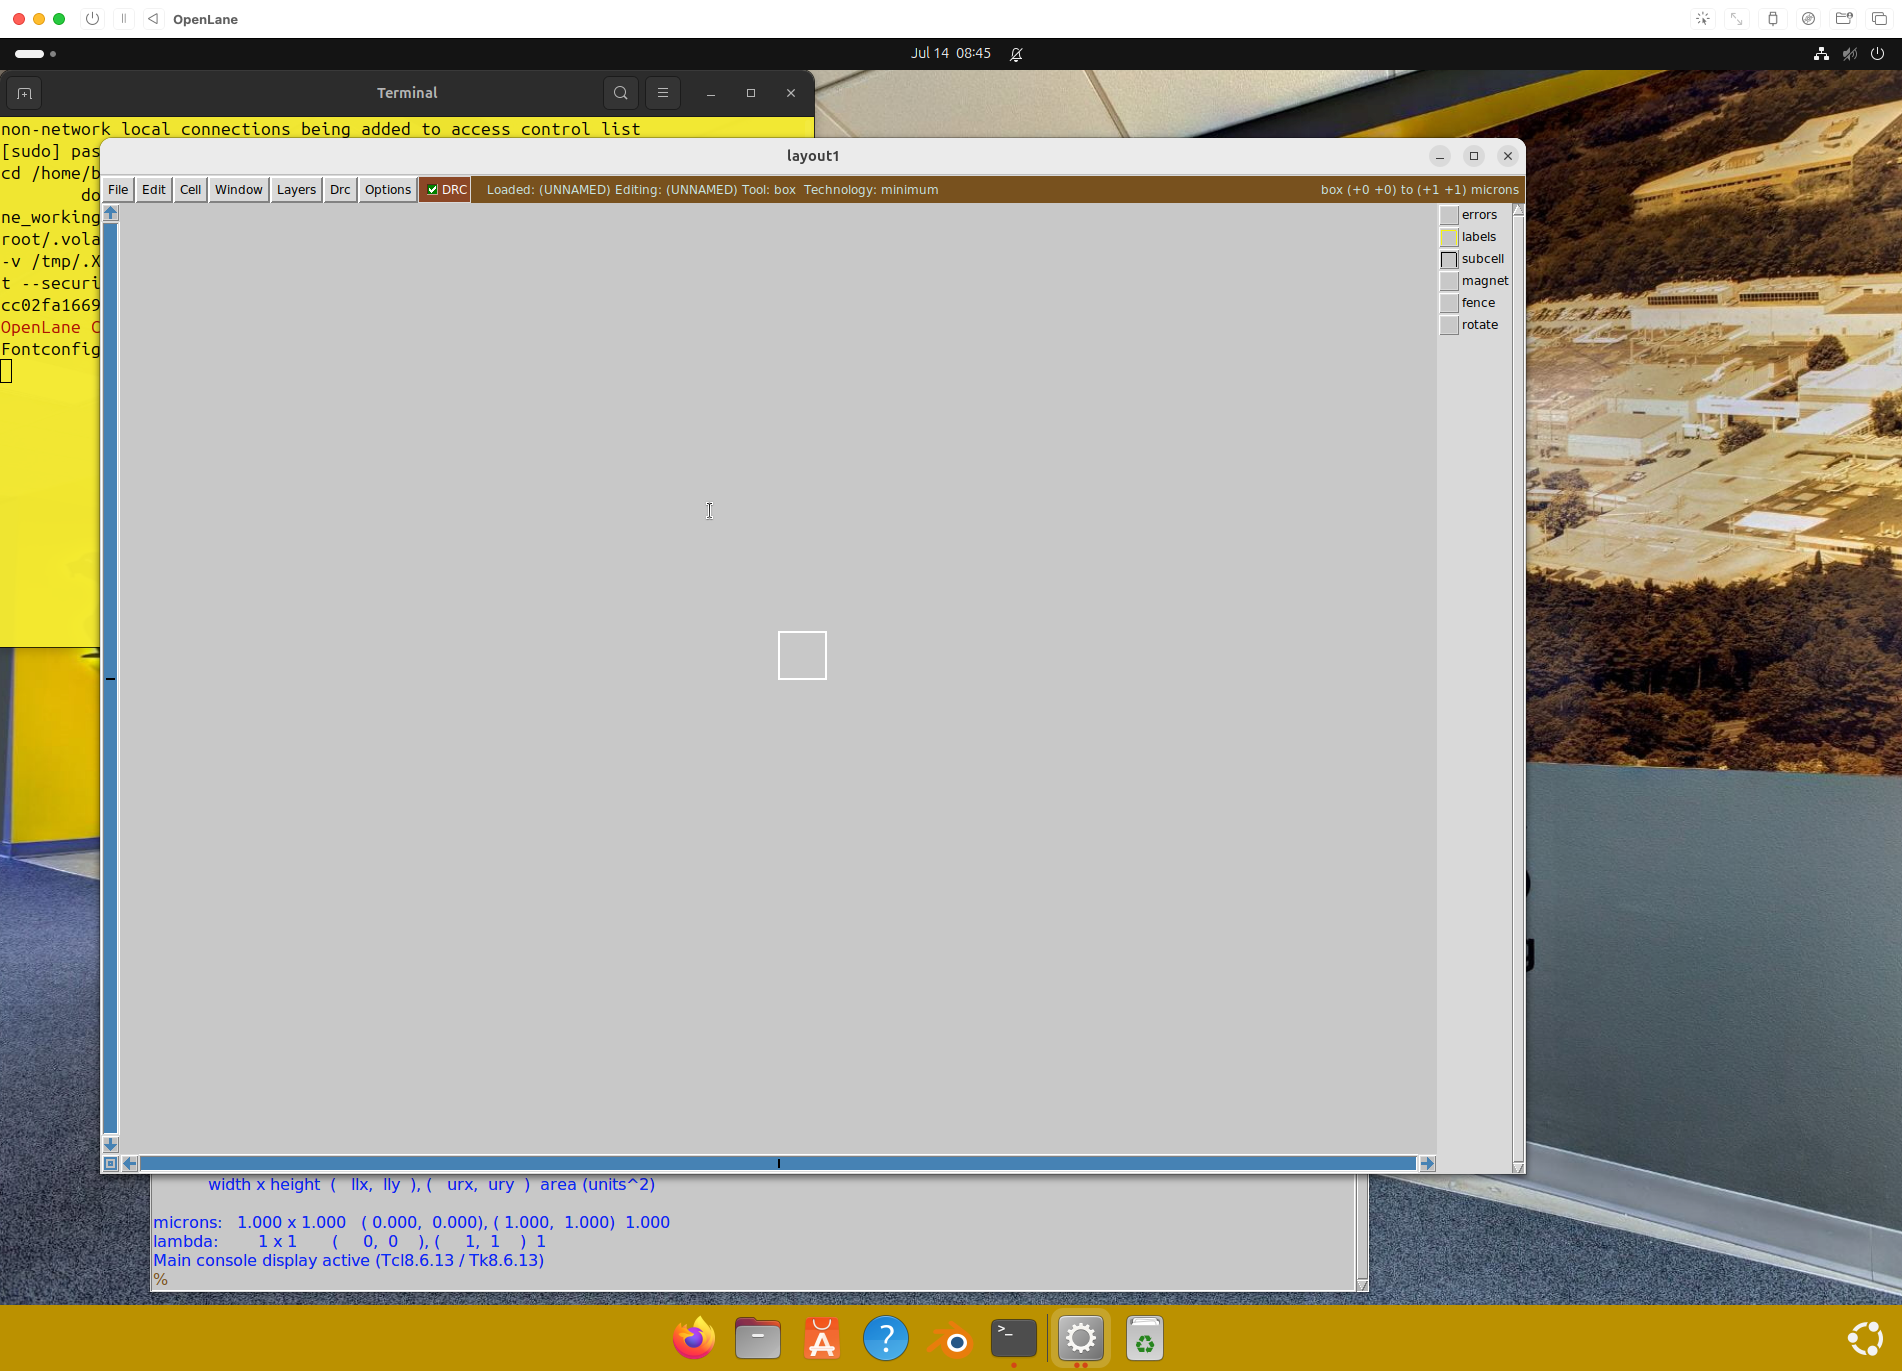 OpenLane
Jul 14 08:45
Terminal
non-network local connections being added to access control list
[sudo] pas
cd /home/b
do
ne_working
root/.vola
-v /tmp/.X
t --securi
cc02fa1669
OpenLane C
Fontconfig
layout1
File Edit Cell Window Layers Drc Options DRC Loaded: (UNNAMED) Editing: (UNNAMED) Tool: box Technology: minimum box (+0 +0) to (+1 +1) microns
errors
labels
subcell
magnet
fence
rotate
width x height ( llx, lly ), ( urx, ury ) area (units^2)
microns: 1.000 x 1.000 ( 0.000, 0.000), ( 1.000, 1.000) 1.000
lambda: 1 x 1 ( 0, 0 ), ( 1, 1 ) 1
Main console display active (Tcl8.6.13 / Tk8.6.13)
%